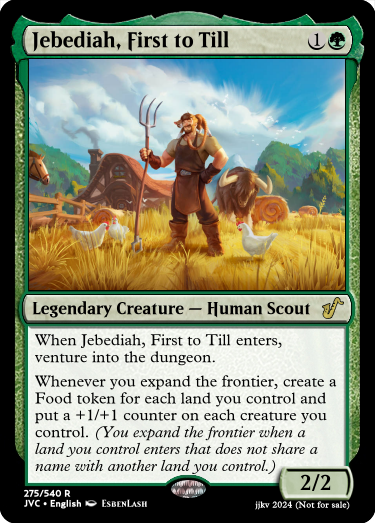 Jebediah, First to Till 1
Legendary Creature — Human Scout
When Jebediah, First to Till enters,
venture into the dungeon.
Whenever you expand the frontier, create a
Food token for each land you control and
put a +1/+1 counter on each creature you
control. (You expand the frontier when a
land you control enters that does not share a
name with another land you control.)
2/2
275/540 R
JVC • English EsbenLash
jjkv 2024 (Not for sale)